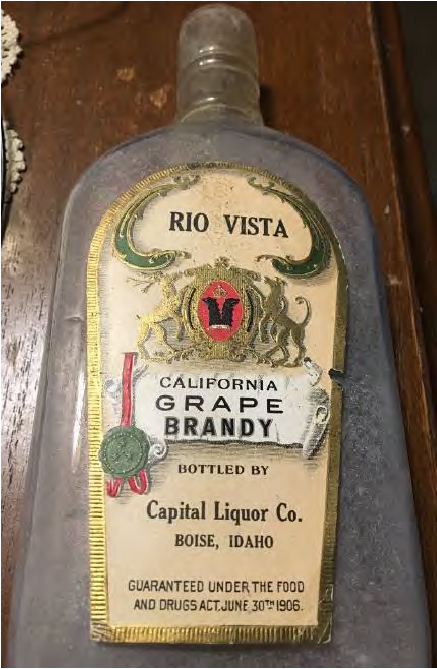 RIO VISTA
CALIFORNIA
GRAPE
BRANDY
BOTTLED BY
Capital Liquor Co.
BOISE, IDAHO
GUARANTEED UNDER THE FOOD
AND DRUGS ACT.JUNE 30TH 1906.